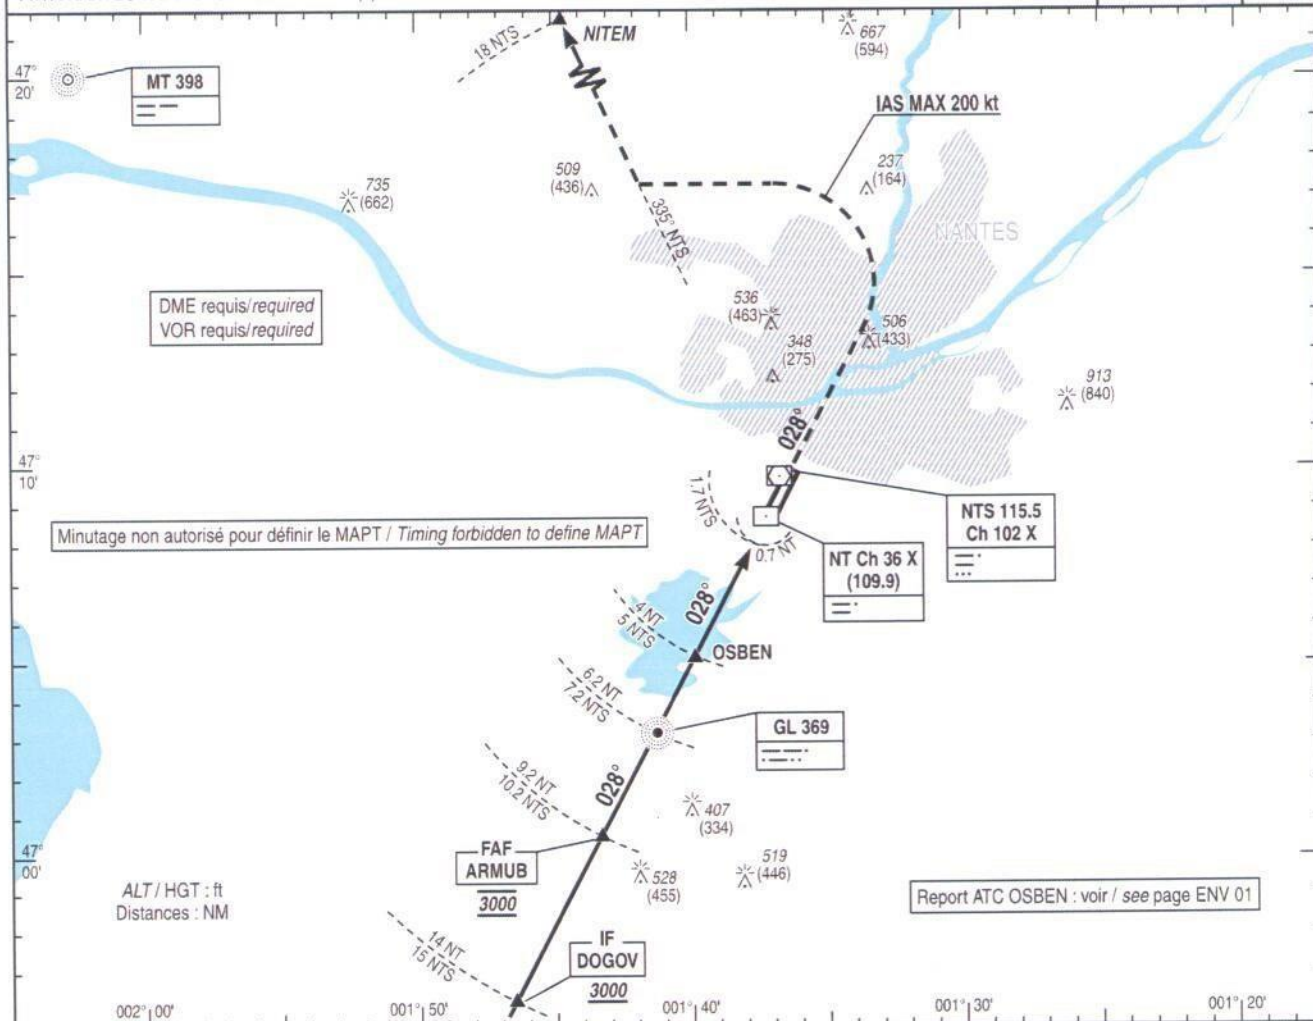 18 NTS
NITEM
667
(594)
47°
20'
MT 398
IAS MAX 200 kt
735
(662)
509
(436)
237
(164)
335° NTS
NANTES
DME requis/required
VOR requis/required
536
(463)
506
(433)
348
(275)
913
(840)
028°
47°
10'
1.7 NTS
NTS 115.5
Ch 102 X
Minutage non autorisé pour définir le MAPT / Timing forbidden to define MAPT
0.7 NT
NT Ch 36 X
(109.9)
028°
4 NT
5 NTS
OSBEN
6.2 NT
7.2 NTS
GL 369
028°
9.2 NT
10.2 NTS
407
(334)
FAF
ARMUB
3000
47°
00'
528
(455)
519
(446)
ALT / HGT : ft
Distances : NM
Report ATC OSBEN : voir / see page ENV 01
14 NT
15 NTS
IF
DOGOV
3000
002° 00'
001° 50'
001° 40'
001° 30'
001° 20'